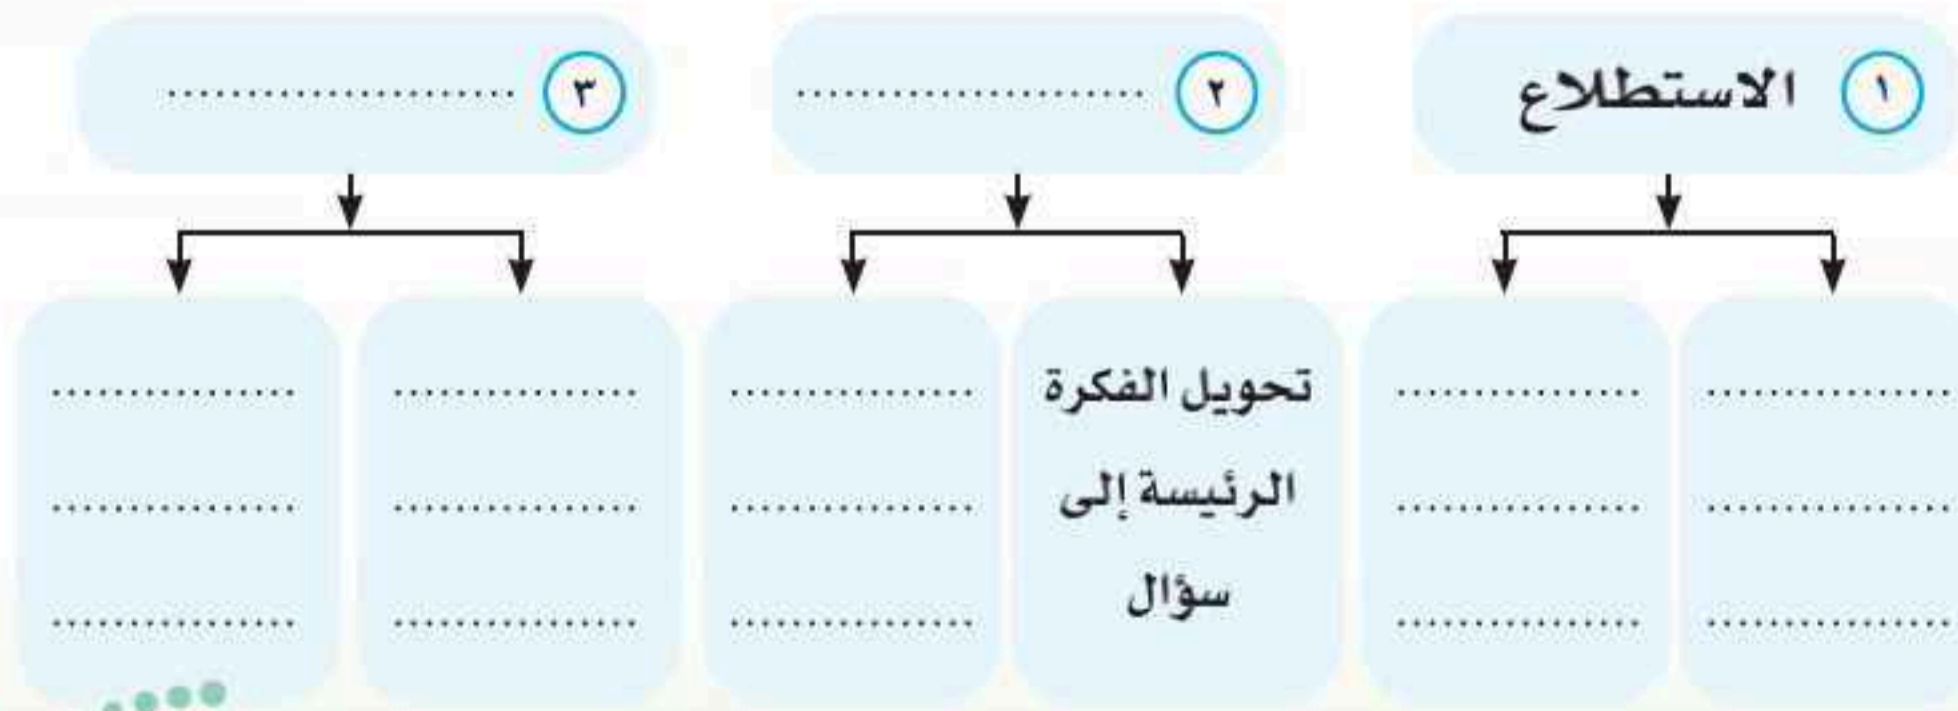 ١ الاستطلاع
٢ ......................
٣ ......................
تحويل الفكرة
الرئيسة إلى
سؤال